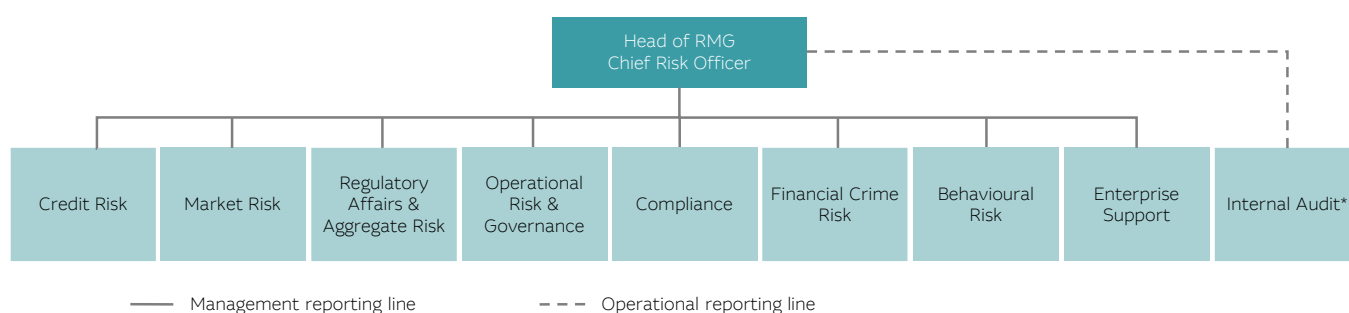 Head of RMG
Chief Risk Officer
Credit Risk
Market Risk
Regulatory
Affairs &
Aggregate Risk
Operational
Risk &
Governance
Compliance
Financial Crime
Risk
Behavioural
Risk
Enterprise
Support
Internal Audit*
Management reporting line
Operational reporting line